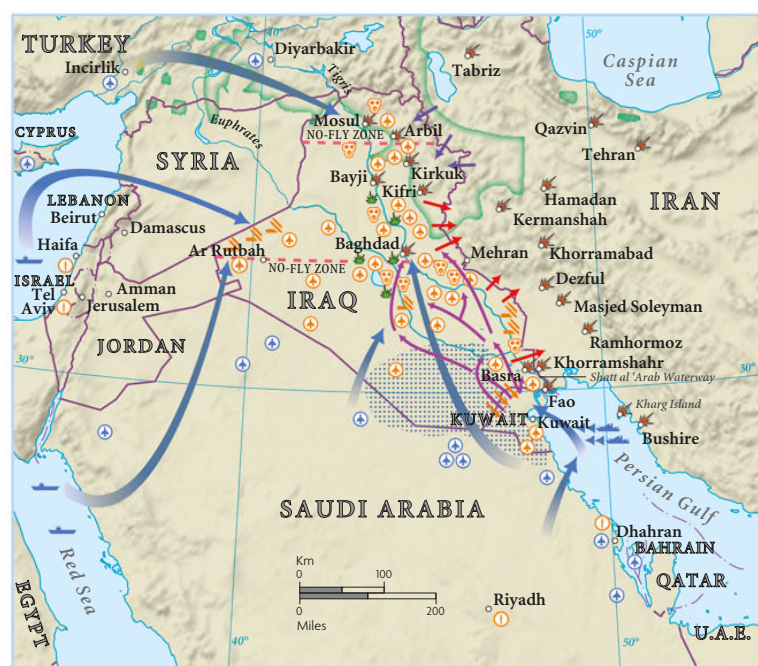 40°
50°
TURKEY
Diyarbakir
Incirlik
Tigris
Tabriz
Caspian
Sea
Mosul
Arbil
Qazvin
CYPRUS
Euphrates
NO-FLY ZONE
Tehran
SYRIA
Bayji
Kirkuk
Kifri
Hamadan
IRAN
LEBANON
Beirut
Kermanshah
Damascus
Haifa
Ar Rutbah
Baghdad
Mehran
Khorramabad
ISRAEL
NO-FLY ZONE
Tel
Aviv
Amman
Jerusalem
IRAQ
Dezful
Masjed Soleyman
JORDAN
Ramhormoz
30°
Basra
Khorramshahr
30°
Shatt al 'Arab Waterway
Fao
Kharg Island
KUWAIT
Kuwait
Bushire
Persian Gulf
SAUDI ARABIA
Red Sea
Dhahran
BAHRAIN
Km
0
100
QATAR
EGYPT
0
200
Miles
Riyadh
U.A.E.
40°
50°